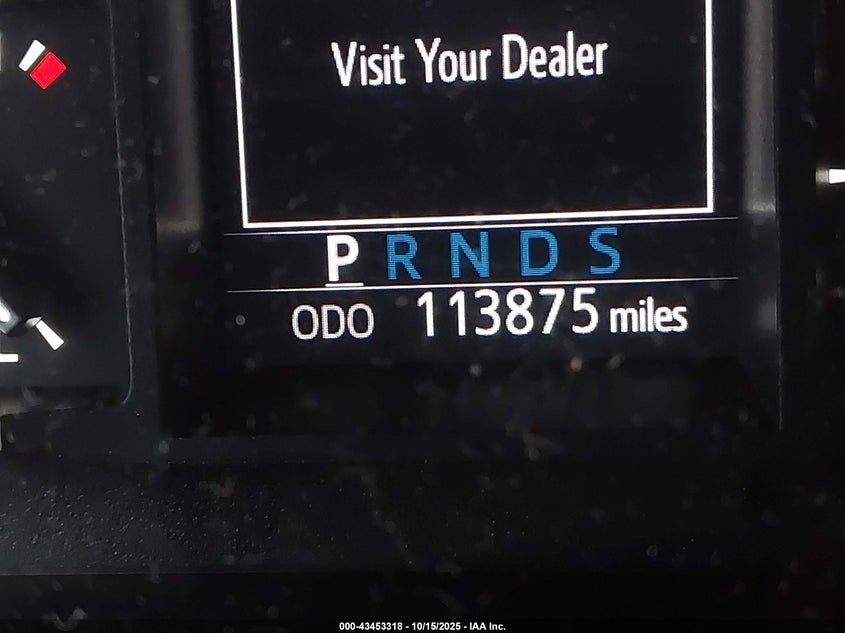 Visit Your Dealer
P R N D S
ODO 113875 miles
000-43453318 - 10/15/2025 - IAA Inc.